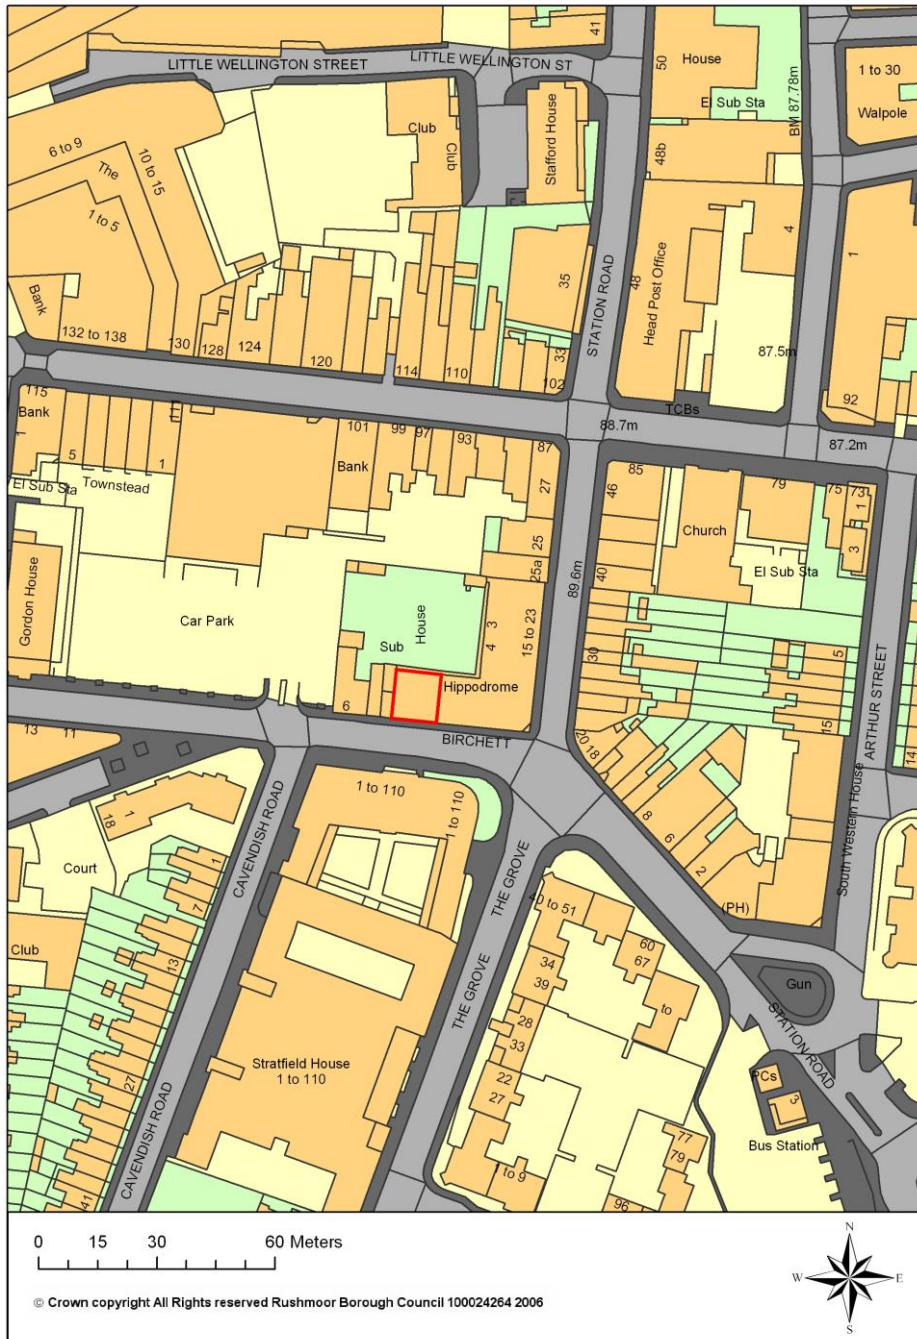 LITTLE WELLINGTON STREET
LITTLE WELLINGTON ST
41
50
House
El Sub Sta
BM 87.78m
1 to 30
Walpole
Club
Club
Stafford House
6 to 9
The
10 to 15
1 to 5
48b
4
1
Head Post Office
48
STATION ROAD
35
Bank
132 to 138
130
128
124
120
114
110
33
102
87.5m
92
TCBs
88.7m
87.2m
115
Bank
1
5
1
111
Townstead
El Sub Sta
101
99
97
93
87
Bank
27
25
25a
85
46
79
75
73
1
3
Church
El Sub Sta
40
89.6m
Gordon House
Car Park
House
Sub
3
4
15 to 23
Hippodrome
6
30
5
15
ARTHUR STREET
BIRCHETT
20
18
8
6
2
(PH)
South Western House
14
13
11
1 to 110
1 to 110
18
1
Court
1
7
Club
13
27
41
CAVENDISH ROAD
CAVENDISH ROAD
THE GROVE
THE GROVE
40 to 51
34
39
28
33
22
27
1 to 9
60
67
to
77
79
96
Stratfield House
1 to 110
Gun
STATION ROAD
PCs
3
Bus Station
0 15 30 60 Meters
N
W E
S
© Crown copyright All Rights reserved Rushmoor Borough Council 100024264 2006